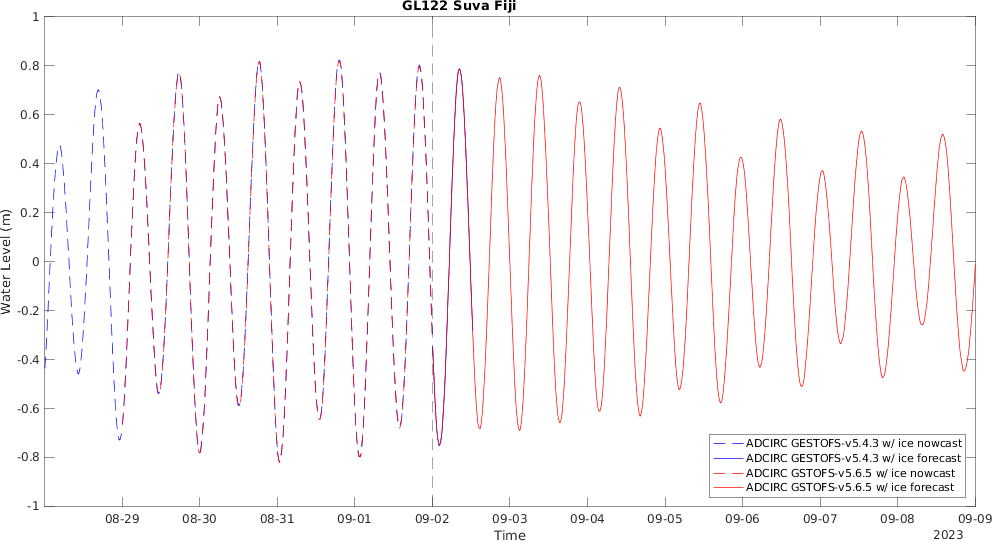 GL122 Suva Fiji
Water Level (m)
1
0.8
0.6
0.4
0.2
0
-0.2
-0.4
-0.6
-0.8
-1
ADCIRC GESTOFS-v5.4.3 w/ ice nowcast
ADCIRC GESTOFS-v5.4.3 w/ ice forecast
ADCIRC GSTOFS-v5.6.5 w/ ice nowcast
ADCIRC GSTOFS-v5.6.5 w/ ice forecast
08-29 08-30 08-31 09-01 09-02 09-03 09-04 09-05 09-06 09-07 09-08 09-09
Time
2023